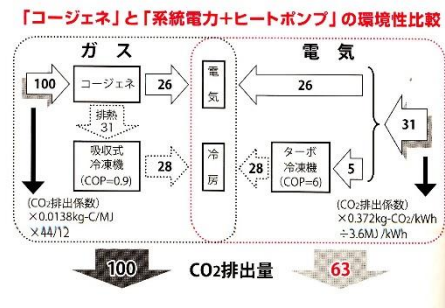 「コージェネ」と「系統電力+ヒートポンプ」の環境性比較
ガ ス
電 気
100
コージェネ
26
電気
26
排熱
31
31
吸収式
冷凍機
(COP=0.9)
28
冷房
28
ターボ
冷凍機
(COP=6)
5
(CO2排出係数)
×0.0138kg-C/MJ
×44/12
(CO2排出係数)
×0.372kg-CO2/kWh
÷3.6MJ/kWh
100
CO2排出量
63